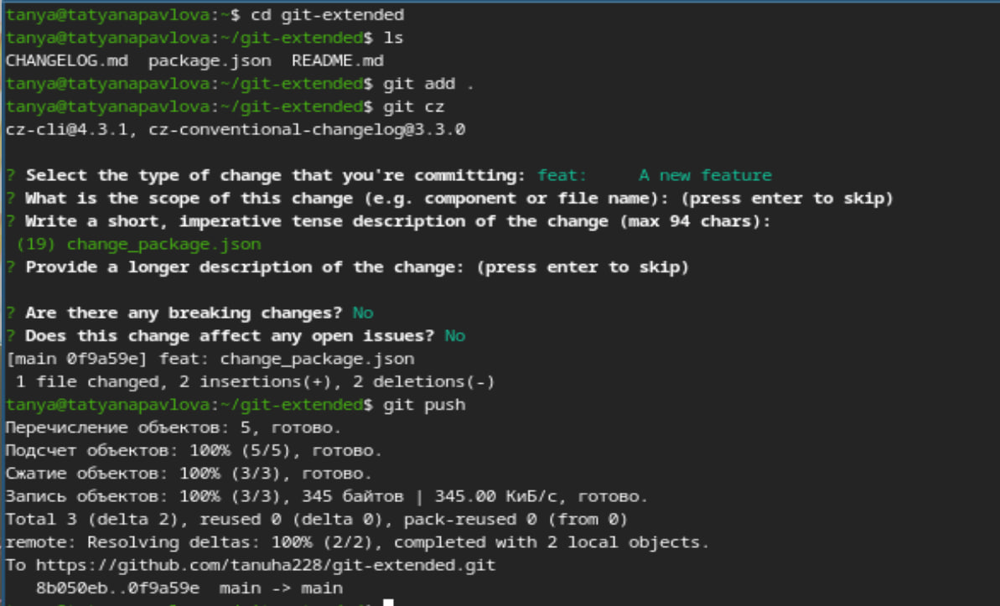 tanya@tatyanapavlova:~$ cd git-extended
tanya@tatyanapavlova:~/git-extended$ ls
CHANGELOG.md  package.json  README.md
tanya@tatyanapavlova:~/git-extended$ git add .
tanya@tatyanapavlova:~/git-extended$ git cz
cz-cli@4.3.1, cz-conventional-changelog@3.3.0
? Select the type of change that you're committing: feat:     A new feature
? What is the scope of this change (e.g. component or file name): (press enter to skip)
? Write a short, imperative tense description of the change (max 94 chars):
 (19) change_package.json
? Provide a longer description of the change: (press enter to skip)
? Are there any breaking changes? No
? Does this change affect any open issues? No
[main 0f9a59e] feat: change_package.json
 1 file changed, 2 insertions(+), 2 deletions(-)
tanya@tatyanapavlova:~/git-extended$ git push
Перечисление объектов: 5, готово.
Подсчет объектов: 100% (5/5), готово.
Сжатие объектов: 100% (3/3), готово.
Запись объектов: 100% (3/3), 345 байтов | 345.00 КиБ/с, готово.
Total 3 (delta 2), reused 0 (delta 0), pack-reused 0 (from 0)
remote: Resolving deltas: 100% (2/2), completed with 2 local objects.
To https://github.com/tanuha228/git-extended.git
   8b050eb..0f9a59e  main -> main